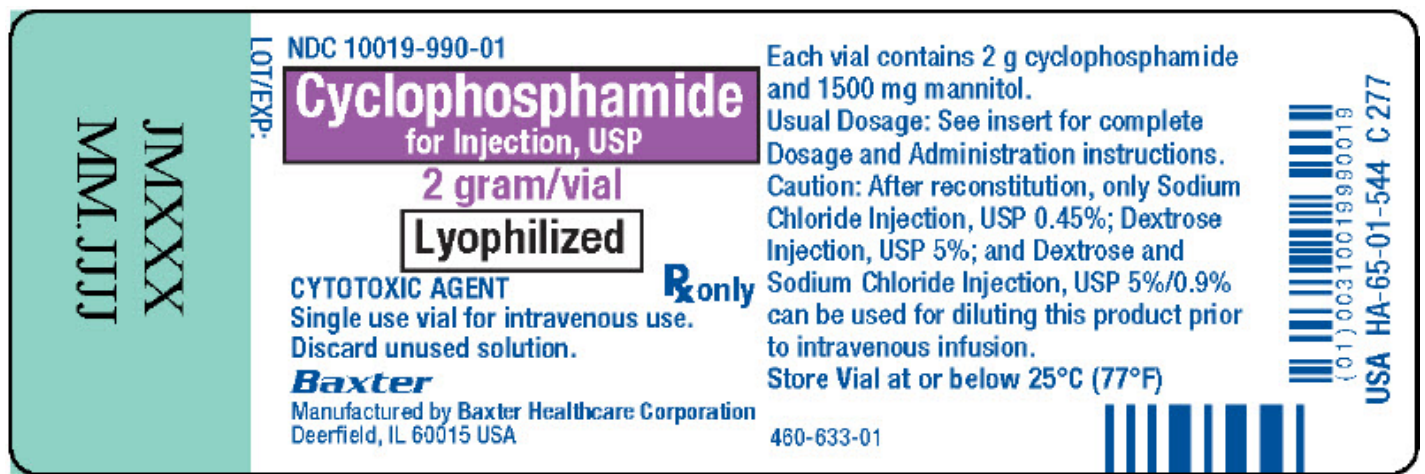 JMXXX
MM.JJJJ
LOT/EXP:
NDC 10019-990-01
Cyclophosphamide
for Injection, USP
2 gram/vial
Lyophilized
CYTOTOXIC AGENT
Rx only
Single use vial for intravenous use.
Discard unused solution.
Baxter
Manufactured by Baxter Healthcare Corporation
Deerfield, IL 60015 USA
Each vial contains 2 g cyclophosphamide
and 1500 mg mannitol.
Usual Dosage: See insert for complete
Dosage and Administration instructions.
Caution: After reconstitution, only Sodium
Chloride Injection, USP 0.45%; Dextrose
Injection, USP 5%; and Dextrose and
Sodium Chloride Injection, USP 5%/0.9%
can be used for diluting this product prior
to intravenous infusion.
Store Vial at or below 25°C (77°F)
460-633-01
(01)00310019990019
USA HA-65-01-544 C 277